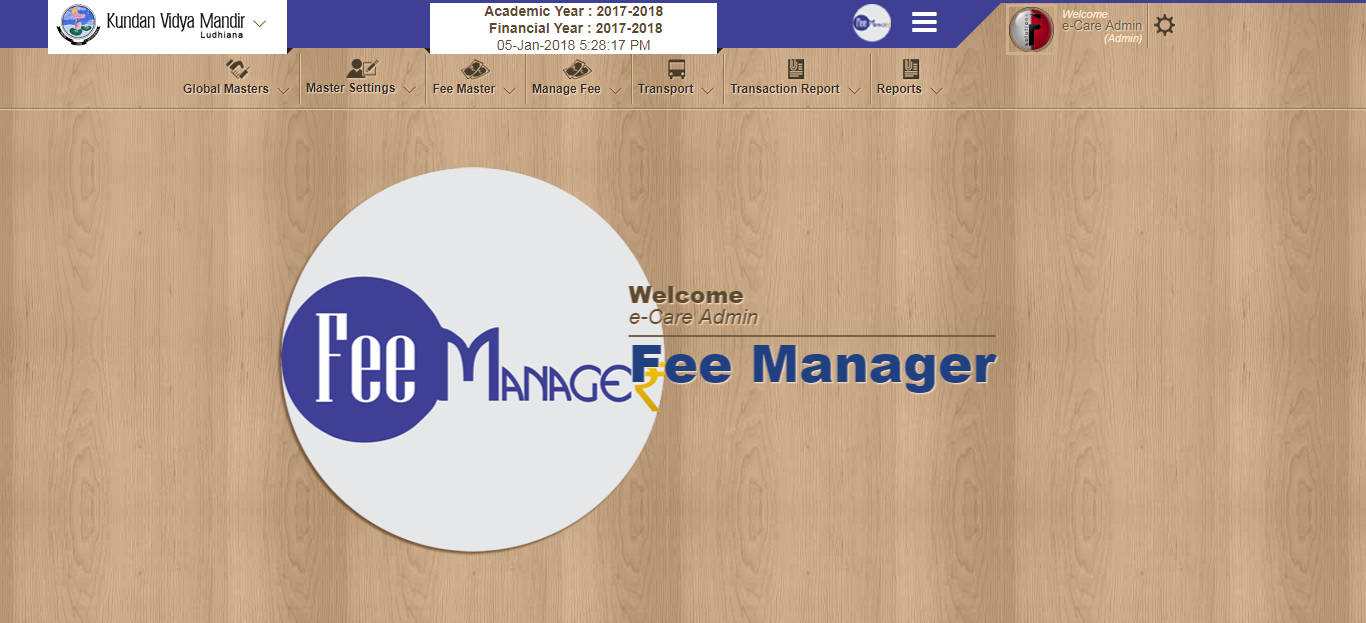 Kundan Vidya Mandir
Ludhiana
Academic Year : 2017-2018
Financial Year : 2017-2018
05-Jan-2018 5:28:17 PM
Fee Manager
Welcome
e-Care Admin
(Admin)
Global Masters
Master Settings
Fee Master
Manage Fee
Transport
Transaction Report
Reports
Fee Manager
Welcome
e-Care Admin
Fee Manager